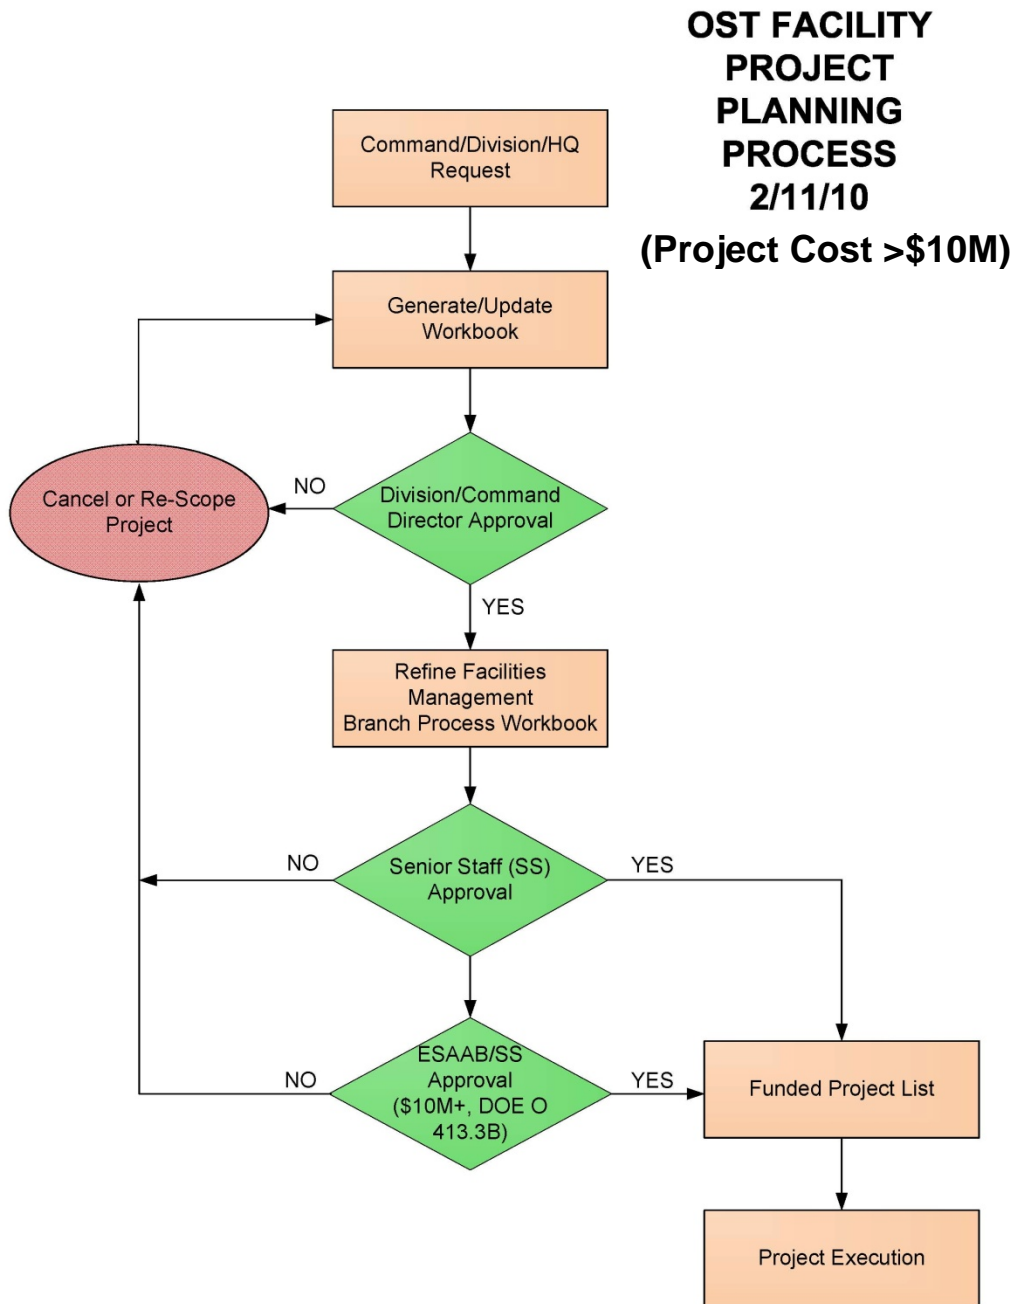 OST FACILITY
PROJECT
PLANNING
PROCESS
2/11/10
(Project Cost >$10M)
Command/Division/HQ
Request
Generate/Update
Workbook
Cancel or Re-Scope
Project
NO
Division/Command
Director Approval
YES
Refine Facilities
Management
Branch Process Workbook
NO
Senior Staff (SS)
Approval
YES
NO
ESAAB/SS
Approval
($10M+, DOE O
413.3B)
YES
Funded Project List
Project Execution